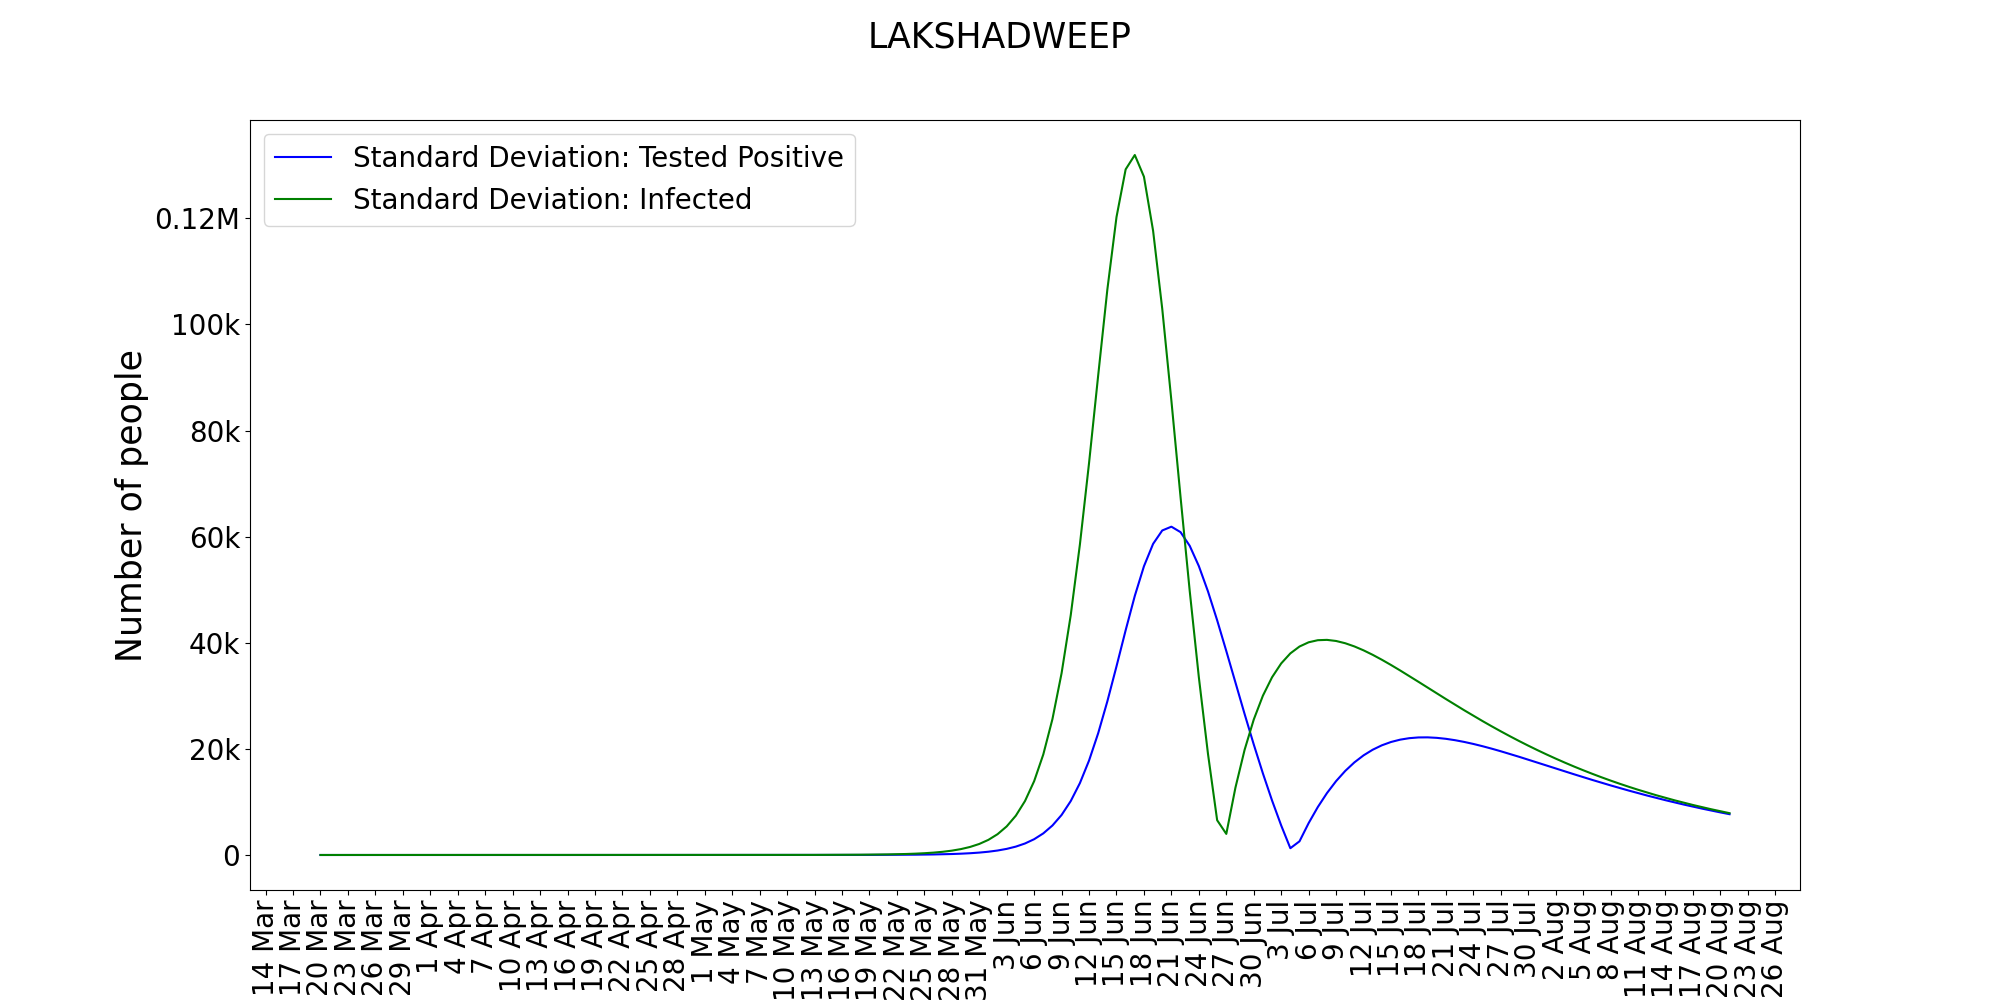 LAKSHADWEEP
Standard Deviation: Tested Positive
Standard Deviation: Infected
Number of people
0.12M
100k
80k
60k
40k
20k
0
14 Mar
17 Mar
20 Mar
23 Mar
26 Mar
29 Mar
1 Apr
4 Apr
7 Apr
10 Apr
13 Apr
16 Apr
19 Apr
22 Apr
25 Apr
28 Apr
1 May
4 May
7 May
10 May
13 May
16 May
19 May
22 May
25 May
28 May
31 May
3 Jun
6 Jun
9 Jun
12 Jun
15 Jun
18 Jun
21 Jun
24 Jun
27 Jun
30 Jun
3 Jul
6 Jul
9 Jul
12 Jul
15 Jul
18 Jul
21 Jul
24 Jul
27 Jul
30 Jul
2 Aug
5 Aug
8 Aug
11 Aug
14 Aug
17 Aug
20 Aug
23 Aug
26 Aug